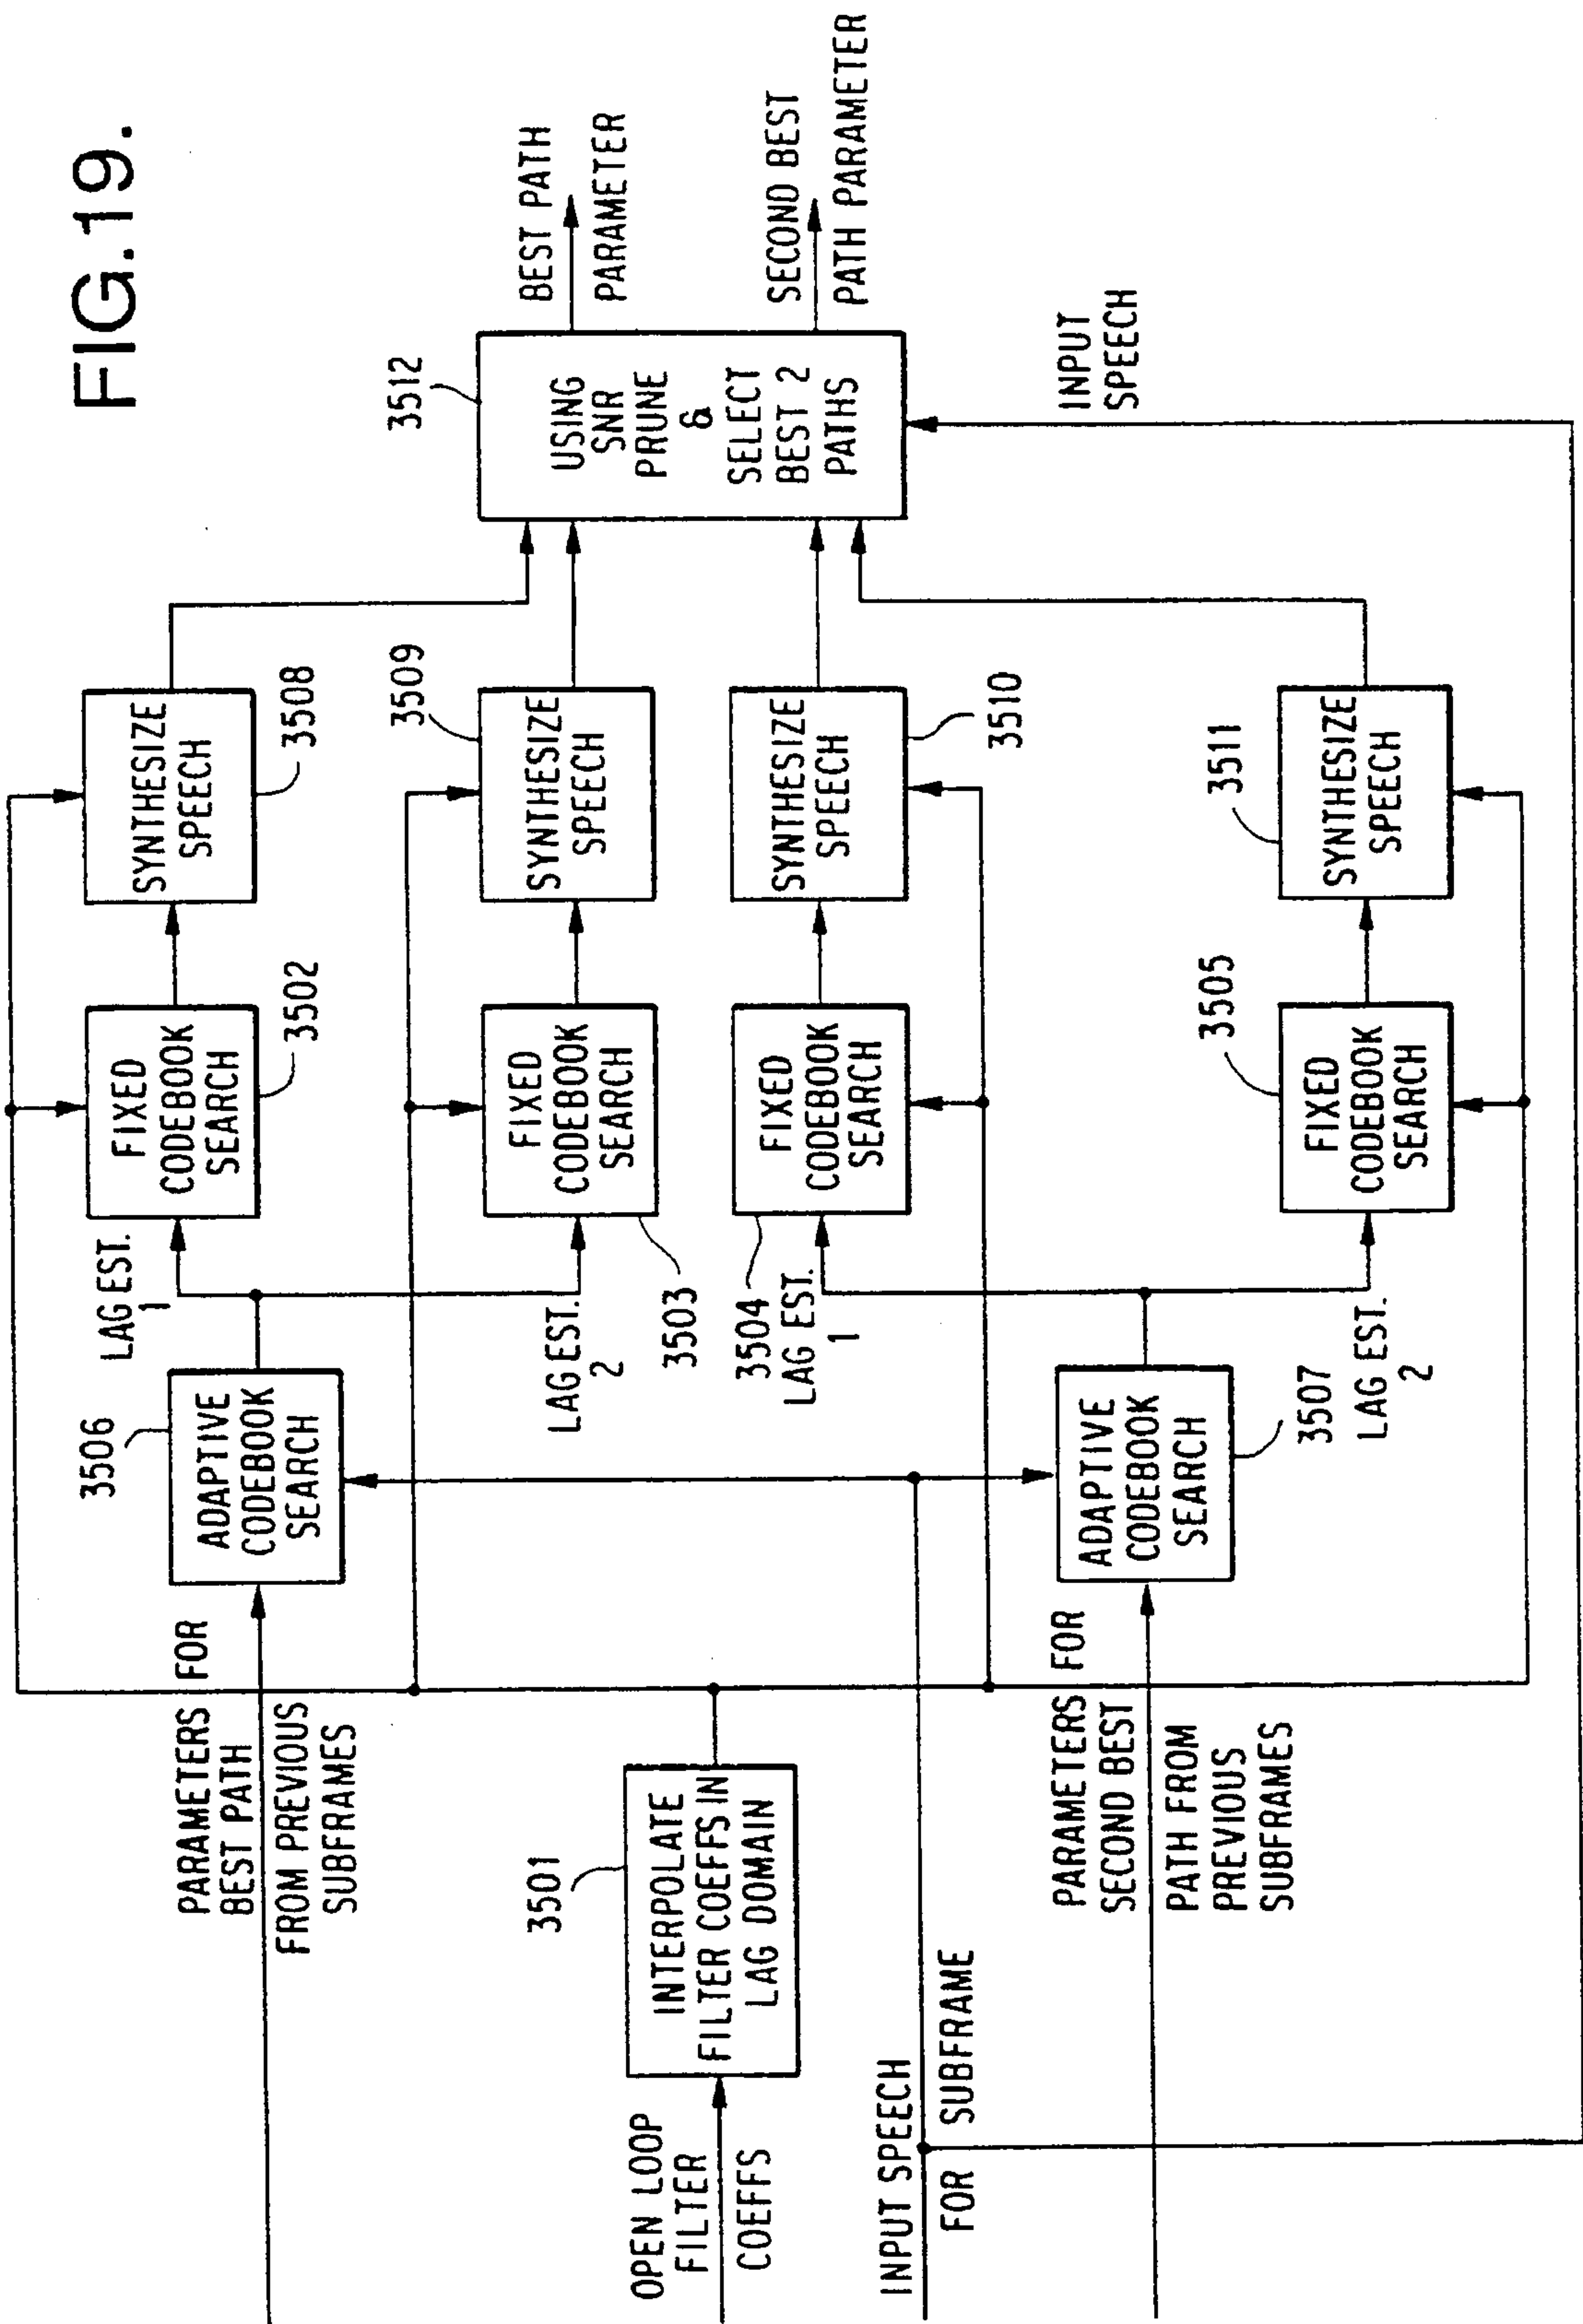 FIG.19.
PARAMETERS FOR
BEST PATH
FROM PREVIOUS
SUBFRAMES
3506
ADAPTIVE
CODEBOOK
SEARCH
LAG EST.
1
FIXED
CODEBOOK
SEARCH
3502
SYNTHESIZE
SPEECH
3508
LAG EST.
2
3503
FIXED
CODEBOOK
SEARCH
3509
SYNTHESIZE
SPEECH
3501
INTERPOLATE
FILTER COEFFS IN
LAG DOMAIN
OPEN LOOP
FILTER
COEFFS
3504
LAG EST.
1
FIXED
CODEBOOK
SEARCH
SYNTHESIZE
SPEECH
3510
3512
USING
SNR
PRUNE
&
SELECT
BEST 2
PATHS
BEST PATH
PARAMETER
SECOND BEST
PATH PARAMETER
INPUT
SPEECH
INPUT SPEECH
FOR SUBFRAME
PARAMETERS FOR
SECOND BEST
PATH FROM
PREVIOUS
SUBFRAMES
ADAPTIVE
CODEBOOK
SEARCH
3507
LAG EST.
2
3505
FIXED
CODEBOOK
SEARCH
3511
SYNTHESIZE
SPEECH